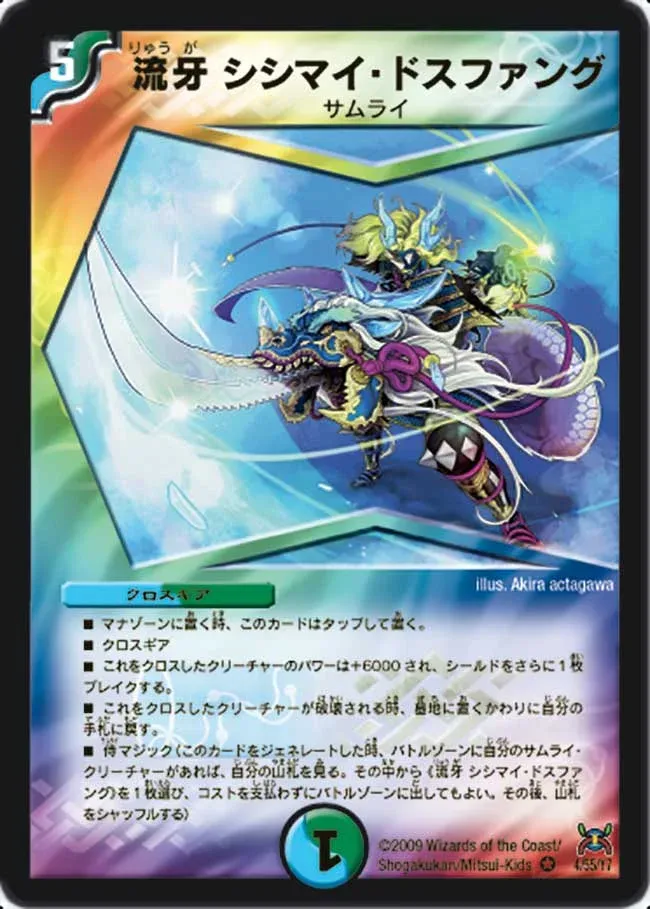 5
りゅう が
流牙 シシマイ・ドスファング
サムライ
illus. Akira actagawa
クロスギア
■ マナゾーンに置く時、このカードはタップして置く。
■ クロスギア
■ これをクロスしたクリーチャーのパワーは+6000 され、シールドをさらに1枚
ブレイクする。
■ これをクロスしたクリーチャーが破壊される時、墓地に置くかわりに自分の
手札に戻す。
■ 侍マジック(このカードをジェネレートした時、バトルゾーンに自分のサムライ・
クリーチャーがあれば、自分の山札を見る。その中から《流牙 シシマイ・ドスファ
ング》を1枚選び、コストを支払わずにバトルゾーンに出してもよい。その後、山札
をシャッフルする)
1
©2009 Wizards of the Coast/
Shogakukan/Mitsui-Kids
4/55/17